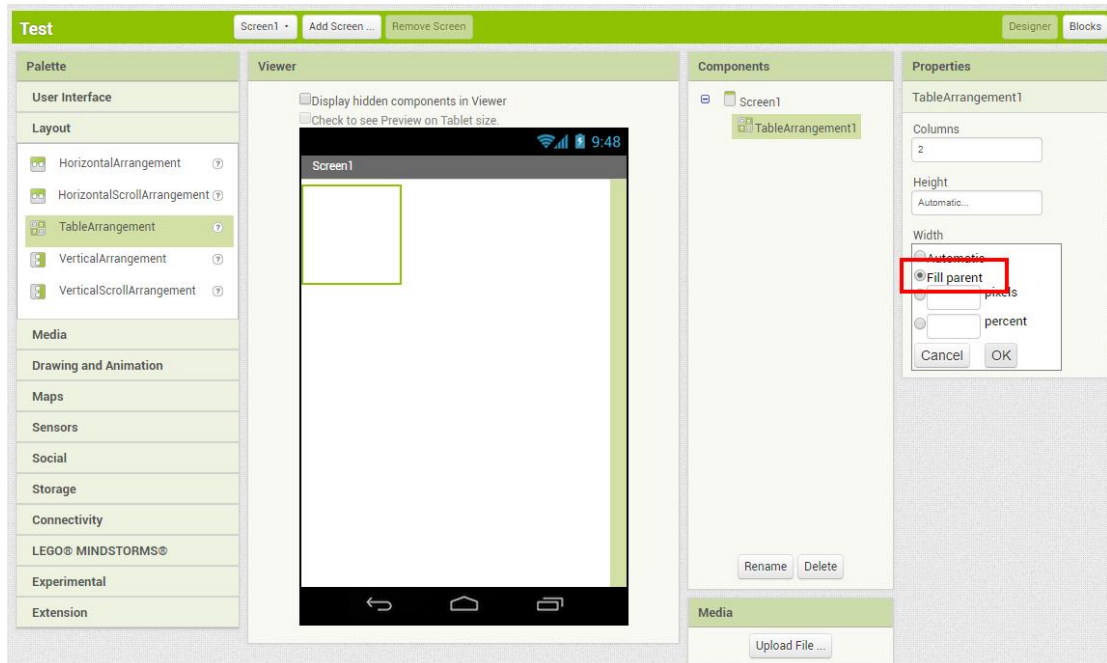 Test
Screen1
Add Screen ...
Remove Screen
Designer
Blocks
Palette
User Interface
Layout
HorizontalArrangement
HorizontalScrollArrangement
TableArrangement
VerticalArrangement
VerticalScrollArrangement
Media
Drawing and Animation
Maps
Sensors
Social
Storage
Connectivity
LEGO® MINDSTORMS®
Experimental
Extension
Viewer
Display hidden components in Viewer
Check to see Preview on Tablet size.
9:48
Screen1
Components
Screen1
TableArrangement1
Rename
Delete
Media
Upload File ...
Properties
TableArrangement1
Columns
2
Height
Automatic...
Width
Automatic
Fill parent
pixels
percent
Cancel
OK